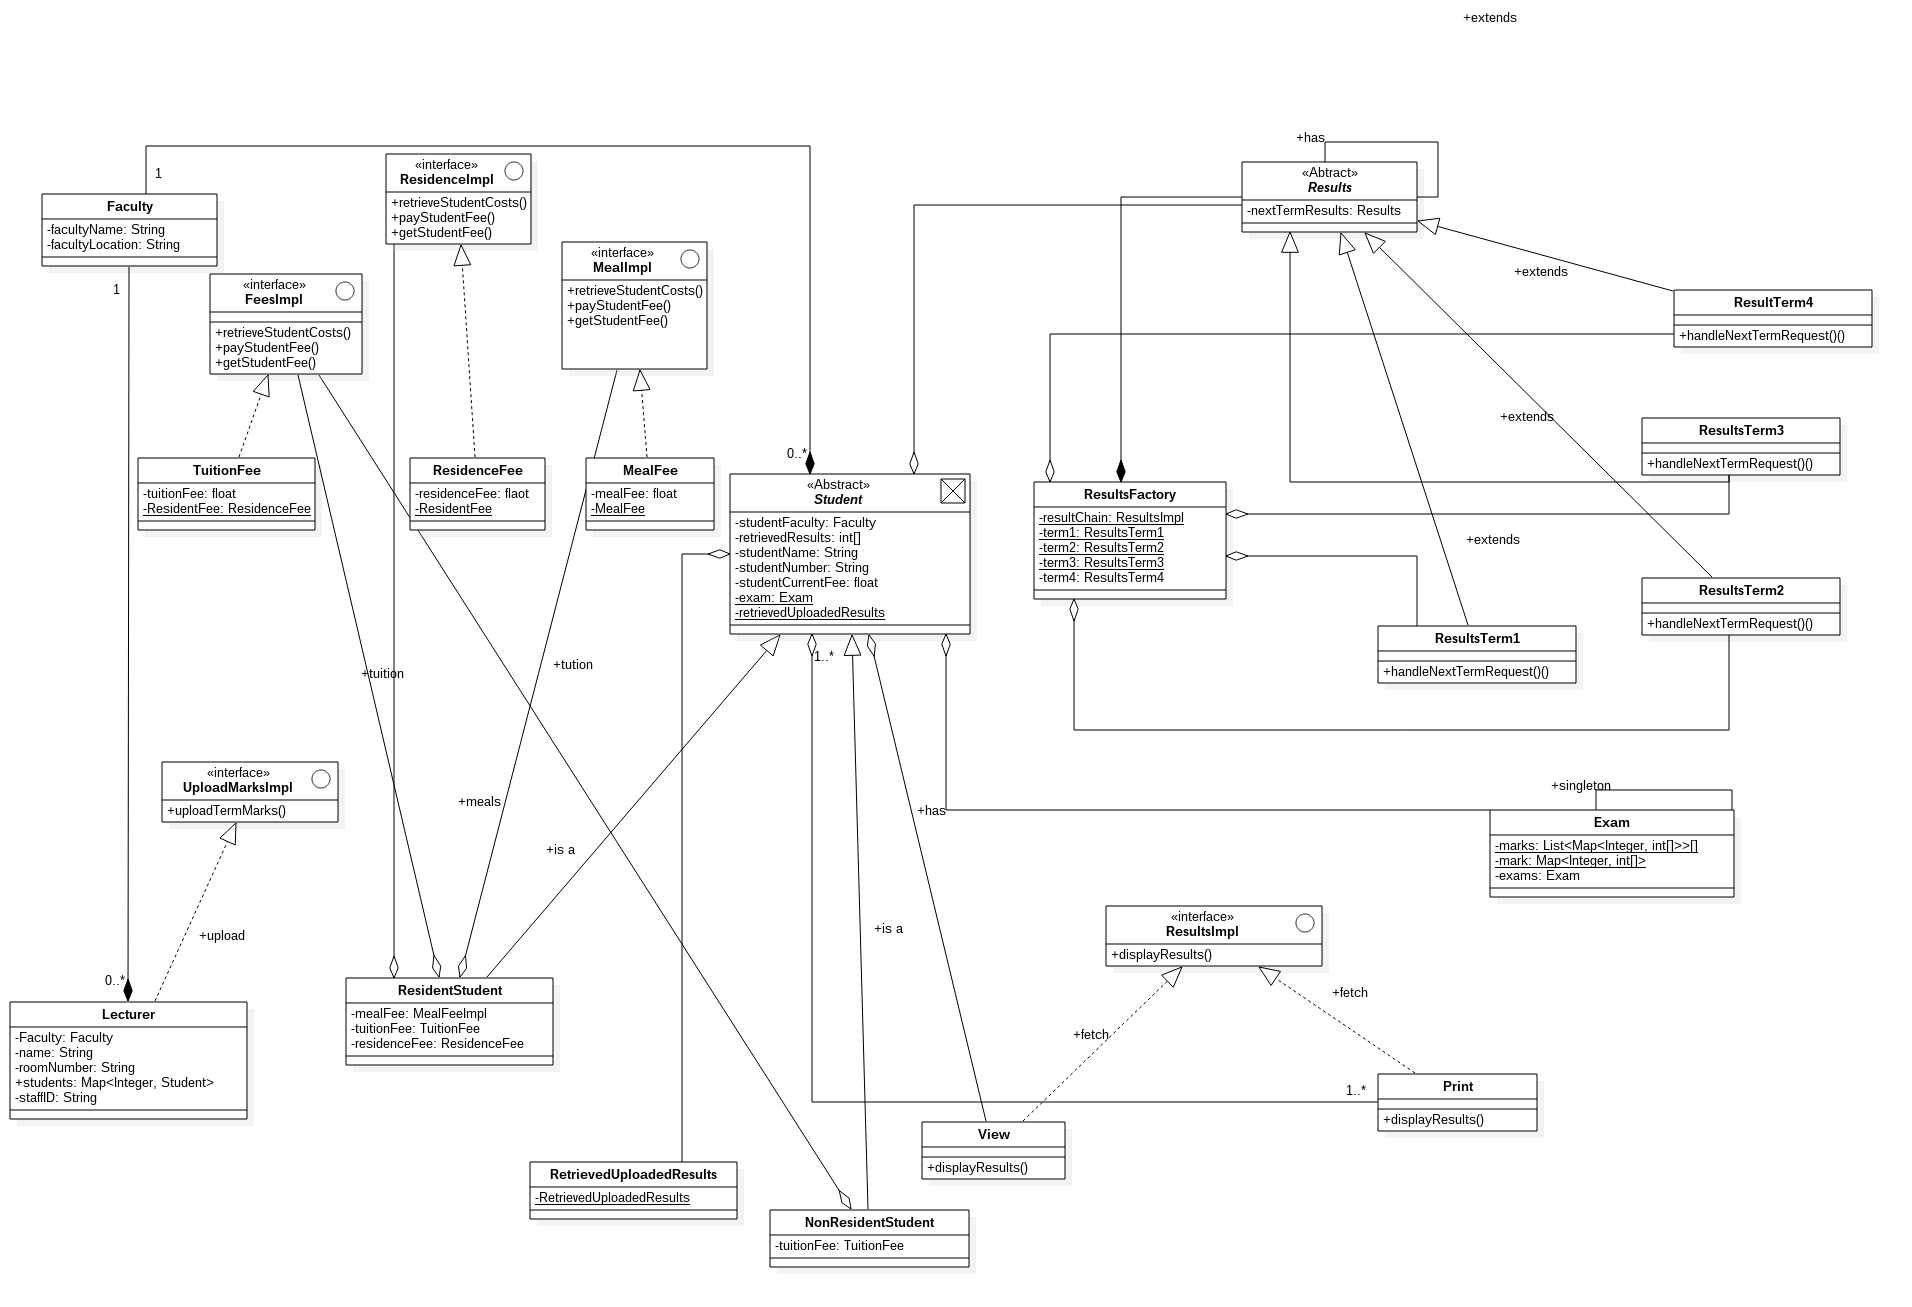 +extends
+has
1
«interface»
ResidenceImpl
+retrieveStudentCosts()
+payStudentFee()
+getStudentFee()
«Abtract»
Results
-nextTermResults: Results
Faculty
-facultyName: String
-facultyLocation: String
1
«interface»
MealImpl
+retrieveStudentCosts()
+payStudentFee()
+getStudentFee()
«interface»
FeesImpl
+retrieveStudentCosts()
+payStudentFee()
+getStudentFee()
+extends
ResultTerm4
+handleNextTermRequest()()
+extends
ResultsTerm3
+handleNextTermRequest()()
0..*
TuitionFee
-tuitionFee: float
-ResidentFee: ResidenceFee
ResidenceFee
-residenceFee: flaot
-ResidentFee
MealFee
-mealFee: float
-MealFee
«Abstract»
Student
-studentFaculty: Faculty
-retrievedResults: int[]
-studentName: String
-studentNumber: String
-studentCurrentFee: float
-exam: Exam
-retrievedUploadedResults
ResultsFactory
-resultChain: ResultsImpl
-term1: ResultsTerm1
-term2: ResultsTerm2
-term3: ResultsTerm3
-term4: ResultsTerm4
+extends
ResultsTerm2
+handleNextTermRequest()()
ResultsTerm1
+handleNextTermRequest()()
1..*
+tution
+tuition
«interface»
UploadMarksImpl
+uploadTermMarks()
+meals
+has
+is a
+singleton
Exam
-marks: List<Map<Integer, int[]>>[]
-mark: Map<Integer, int[]>
-exams: Exam
+upload
+is a
«interface»
ResultsImpl
+displayResults()
0..*
Lecturer
-Faculty: Faculty
-name: String
-roomNumber: String
+students: Map<Integer, Student>
-staffID: String
ResidentStudent
-mealFee: MealFeeImpl
-tuitionFee: TuitionFee
-residenceFee: ResidenceFee
+fetch
+fetch
1..*
Print
+displayResults()
View
+displayResults()
RetrievedUploadedResults
-RetrievedUploadedResults
NonResidentStudent
-tuitionFee: TuitionFee